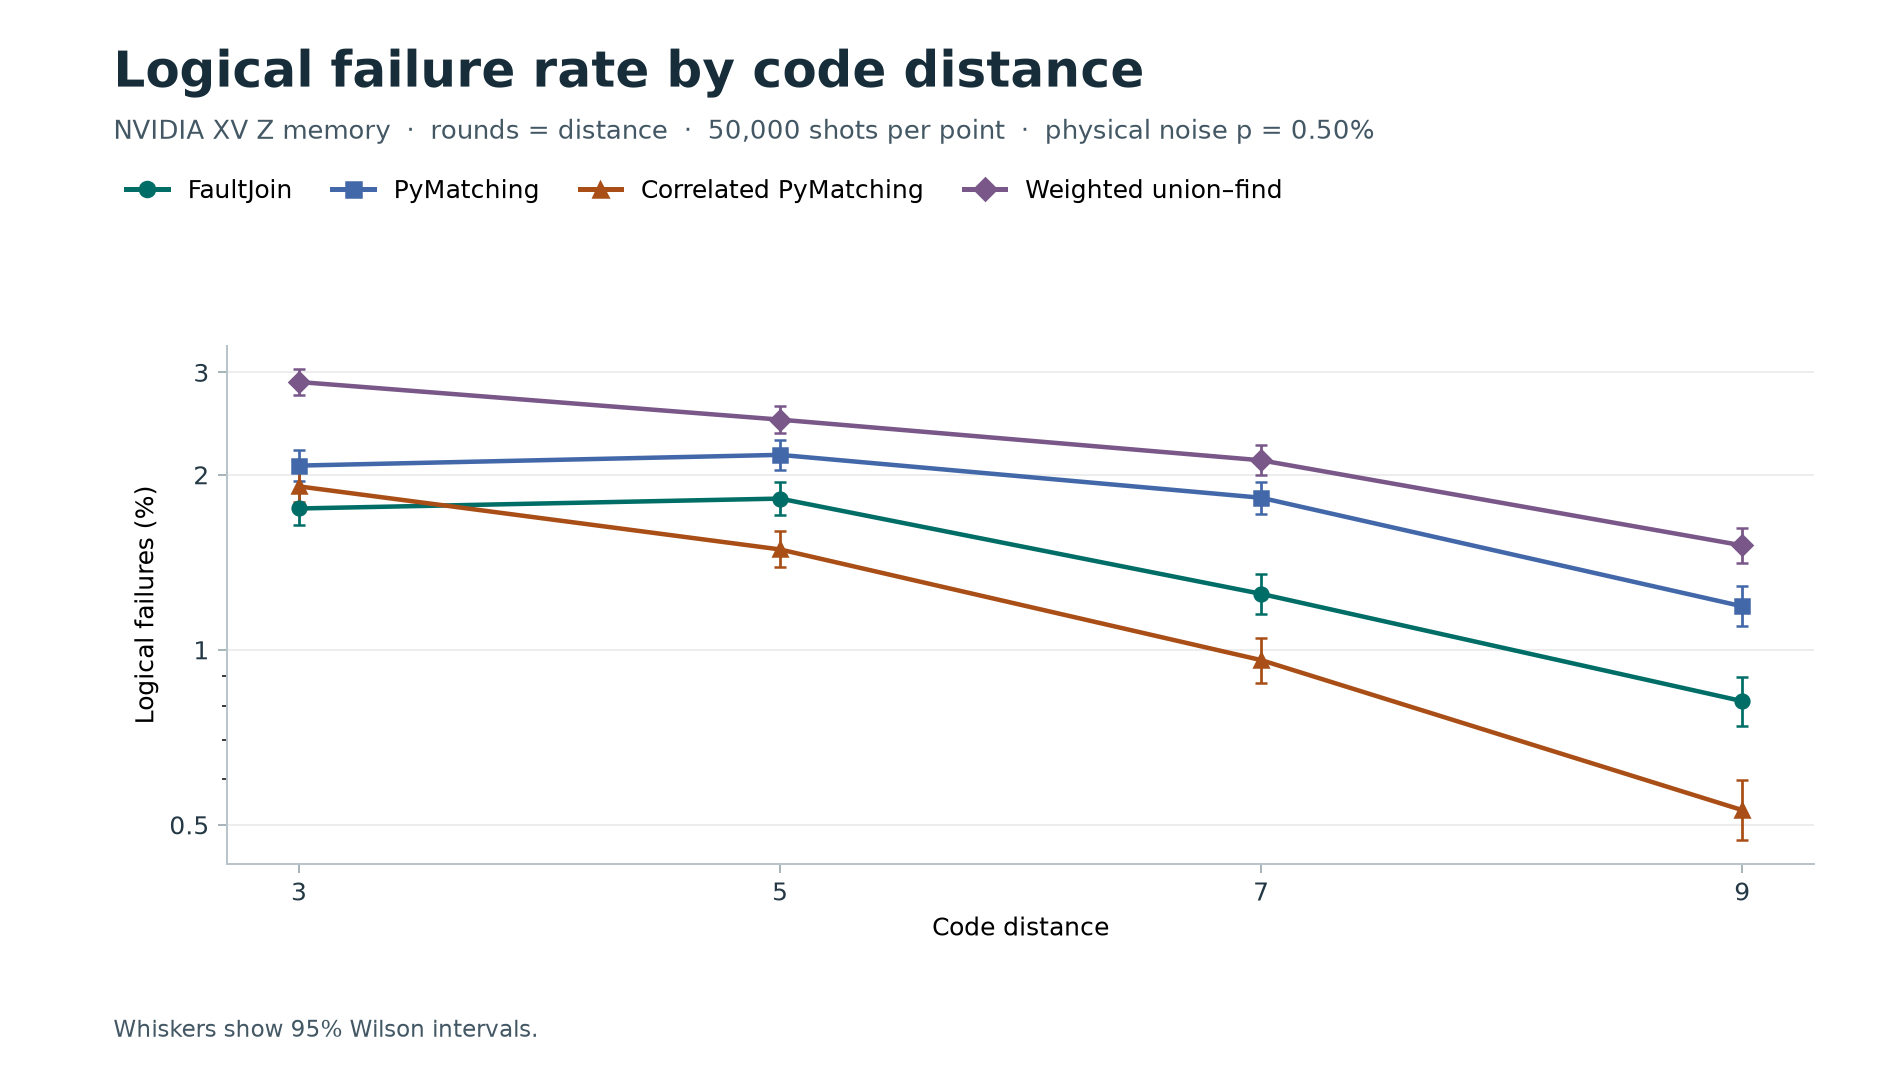 Logical failure rate by code distance
NVIDIA XV Z memory · rounds = distance · 50,000 shots per point · physical noise p = 0.50%
FaultJoin PyMatching Correlated PyMatching Weighted union–find
3
2
1
0.5
Logical failures (%)
3 5 7 9
Code distance
Whiskers show 95% Wilson intervals.